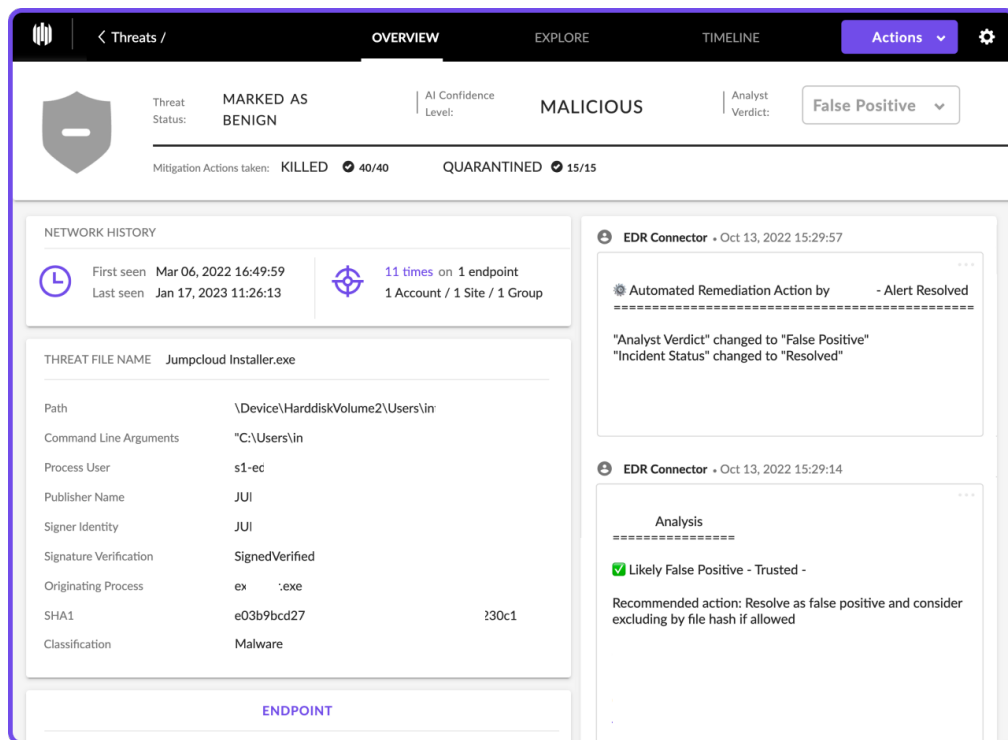 Threats /
OVERVIEW
EXPLORE
TIMELINE
Actions
Threat Status:
MARKED AS BENIGN
AI Confidence Level:
MALICIOUS
Analyst Verdict:
False Positive
Mitigation Actions taken: KILLED 40/40 QUARANTINED 15/15
NETWORK HISTORY
First seen Mar 06, 2022 16:49:59
Last seen Jan 17, 2023 11:26:13
11 times on 1 endpoint
1 Account / 1 Site / 1 Group
THREAT FILE NAME Jumpcloud Installer.exe
Path \Device\HarddiskVolume2\Users\in
Command Line Arguments "C:\Users\in
Process User s1-ed
Publisher Name JUI
Signer Identity JUI
Signature Verification SignedVerified
Originating Process ex .exe
SHA1 e03b9bcd27 230c1
Classification Malware
ENDPOINT
EDR Connector • Oct 13, 2022 15:29:57
Automated Remediation Action by - Alert Resolved
================================================
"Analyst Verdict" changed to "False Positive"
"Incident Status" changed to "Resolved"
EDR Connector • Oct 13, 2022 15:29:14
Analysis
=================
Likely False Positive - Trusted -
Recommended action: Resolve as false positive and consider
excluding by file hash if allowed